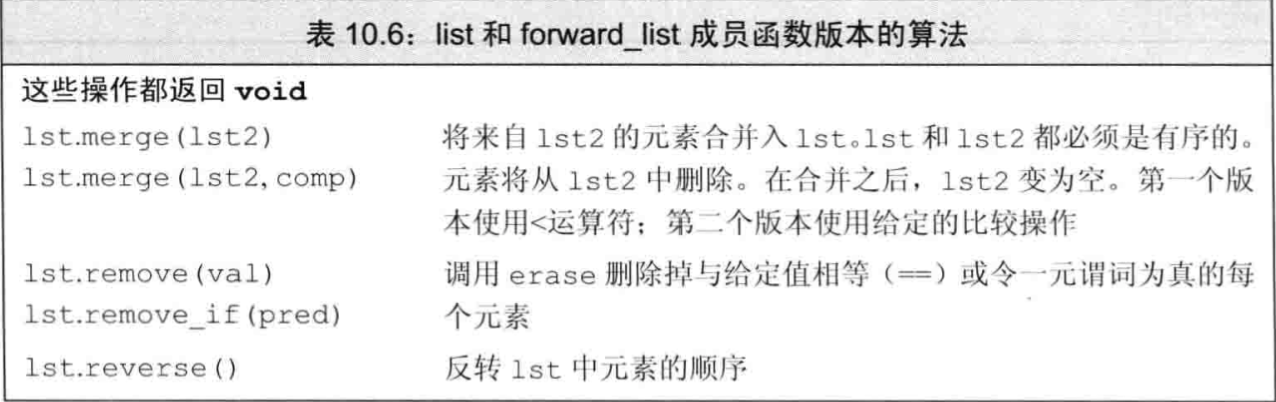 表 10.6：list 和 forward_list 成员函数版本的算法
这些操作都返回 void
lst.merge(lst2) 将来自 lst2 的元素合并入 lst。lst 和 lst2 都必须是有序的。
lst.merge(lst2,comp) 元素将从 lst2 中删除。在合并之后，lst2 变为空。第一个版
本使用<运算符；第二个版本使用给定的比较操作
lst.remove(val) 调用 erase 删除掉与给定值相等（==）或令一元谓词为真的每
lst.remove_if(pred) 个元素
lst.reverse() 反转 lst 中元素的顺序